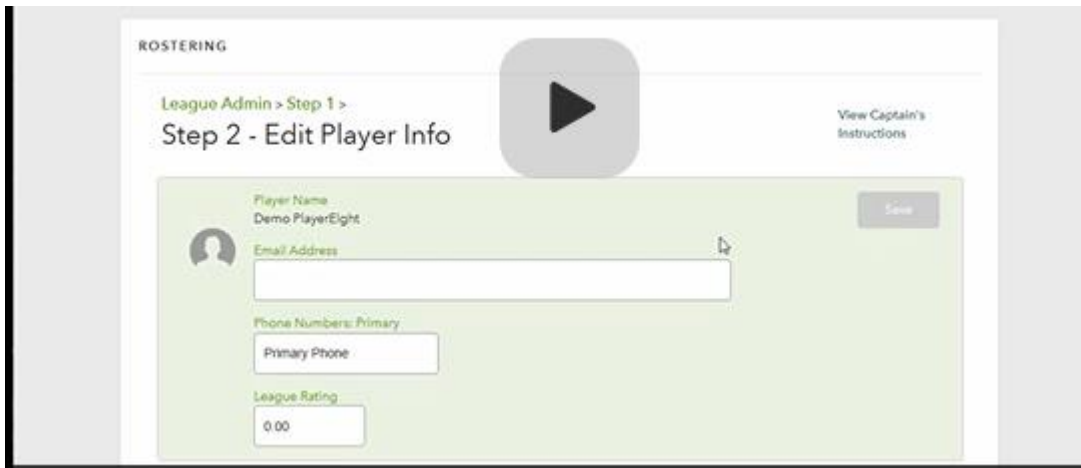 ROSTERING
League Admin > Step 1 >
Step 2 - Edit Player Info
View Captain's
Instructions
Player Name
Demo PlayerEight
Save
Email Address
Phone Numbers: Primary
Primary Phone
League Rating
0.00